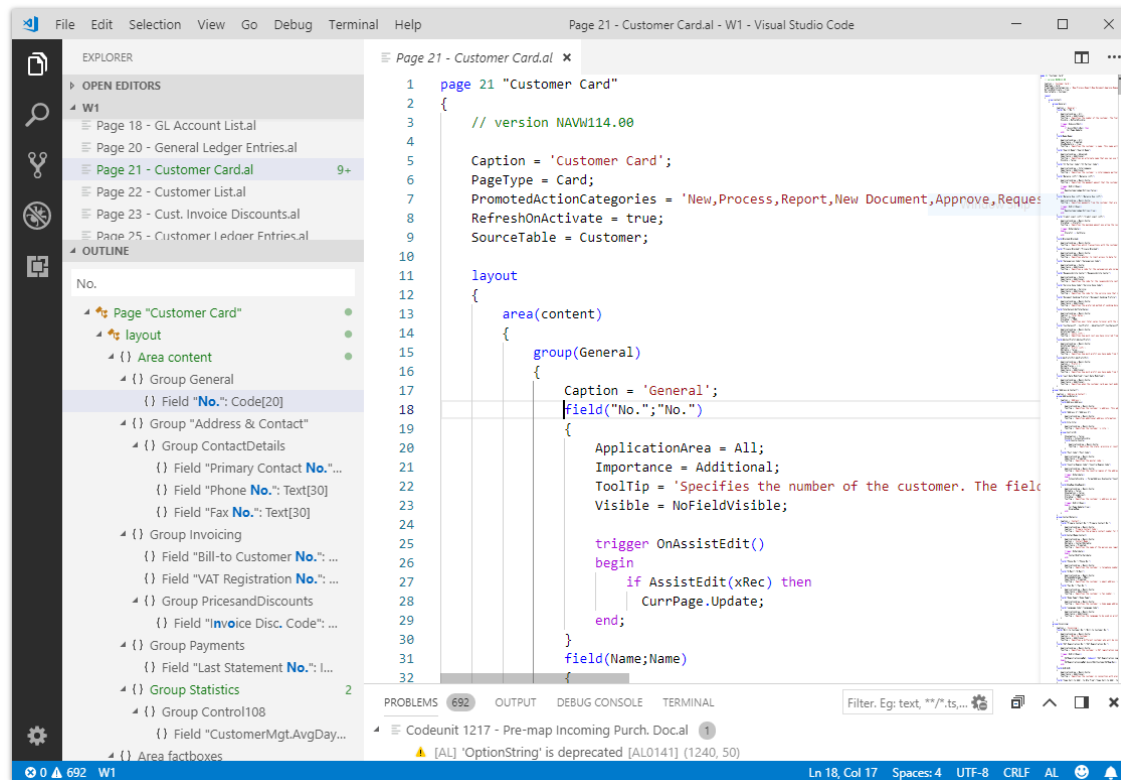 File Edit Selection View Go Debug Terminal Help Page 21 - Customer Card.al - W1 - Visual Studio Code
EXPLORER
OPEN EDITORS
W1
Page 18 - GL Account List.al
Page 20 - General Ledger Entries.al
Page 21 - Customer Card.al 9+
Page 22 - Customer List.al
Page 23 - Cust. Invoice Discounts.al
Page 25 - Customer Ledger Entries.al
OUTLINE
No.
Page "Customer Card"
layout
{} Area content
{} Group General
{} Field "No.": Code[20]
{} Group "Address & Contact"
{} Group ContactDetails
{} Field "Primary Contact No."...
{} Field "Phone No.": Text[30]
{} Field "Fax No.": Text[30]
{} Group Invoicing
{} Field "Bill-to Customer No.": ...
{} Field "VAT Registration No.": ...
{} Group PricesandDiscounts
{} Field "Invoice Disc. Code": ...
{} Group Payments
{} Field "Last Statement No.": I...
{} Group Statistics 2
{} Group Control108
{} Field "CustomerMgt.AvgDay...
{} Area factboxes
Page 21 - Customer Card.al
1 page 21 "Customer Card"
2 {
3 // version NAVW114.00
4
5 Caption = 'Customer Card';
6 PageType = Card;
7 PromotedActionCategories = 'New,Process,Report,New Document,Approve,Reques
8 RefreshOnActivate = true;
9 SourceTable = Customer;
10
11 layout
12 {
13 area(content)
14 {
15 group(General)
16 {
17 Caption = 'General';
18 field("No.";"No.")
19 {
20 ApplicationArea = All;
21 Importance = Additional;
22 ToolTip = 'Specifies the number of the customer. The field
23 Visible = NoFieldVisible;
24
25 trigger OnAssistEdit()
26 begin
27 if AssistEdit(xRec) then
28 CurrPage.Update;
29 end;
30 }
31 field(Name;Name)
32 {
PROBLEMS 692 OUTPUT DEBUG CONSOLE TERMINAL Filter. Eg: text, **/*.ts,...
Codeunit 1217 - Pre-map Incoming Purch. Doc.al 1
[AL] 'OptionString' is deprecated [AL0141] (1240, 50)
0 692 W1 Ln 18, Col 17 Spaces: 4 UTF-8 CRLF AL